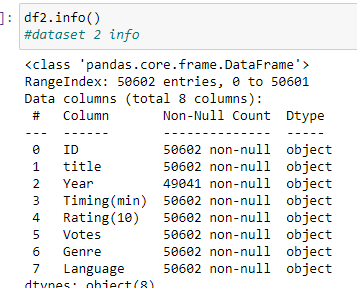 ]: df2.info()
#dataset 2 info
<class 'pandas.core.frame.DataFrame'>
RangeIndex: 50602 entries, 0 to 50601
Data columns (total 8 columns):
 #   Column       Non-Null Count  Dtype
---  ------       --------------  -----
 0   ID           50602 non-null  object
 1   title        50602 non-null  object
 2   Year         49041 non-null  object
 3   Timing(min)  50602 non-null  object
 4   Rating(10)   50602 non-null  object
 5   Votes        50602 non-null  object
 6   Genre        50602 non-null  object
 7   Language     50602 non-null  object
dtypes: object(8)